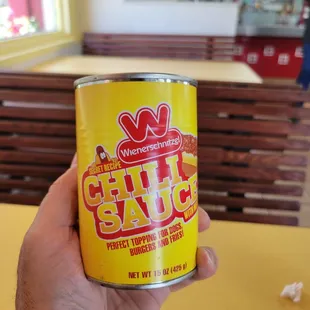 W
Wienerschnitzel
SECRET RECIPE
CHILI
SAUCE
PERFECT TOPPING FOR DOGS,
BURGERS AND FRIES!
NET WT 15 OZ (425 g)